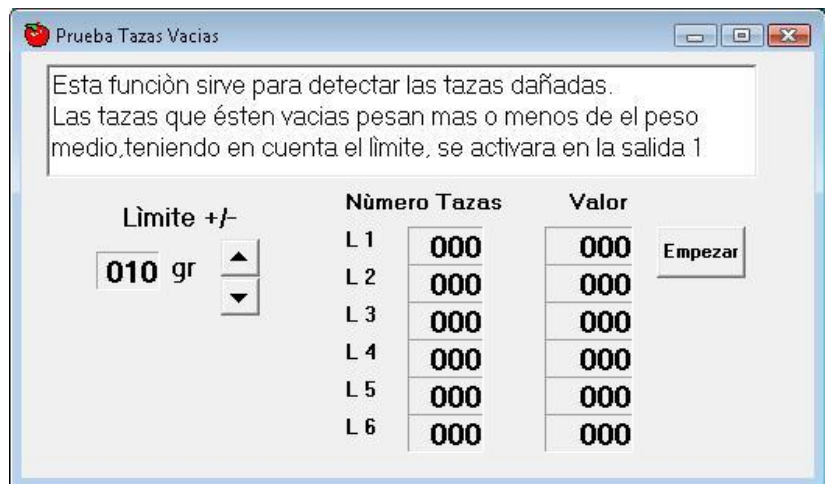 Prueba Tazas Vacias
Esta funciòn sirve para detectar las tazas dañadas.
Las tazas que ésten vacias pesan mas o menos de el peso
medio,teniendo en cuenta el lìmite, se activara en la salida 1
Lìmite +/-
010 gr
Nùmero Tazas Valor
L 1 000 000
Empezar
L 2 000 000
L 3 000 000
L 4 000 000
L 5 000 000
L 6 000 000